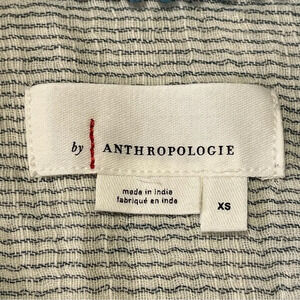 by ANTHROPOLOGIE
made in India
fabriqué en Inde
XS